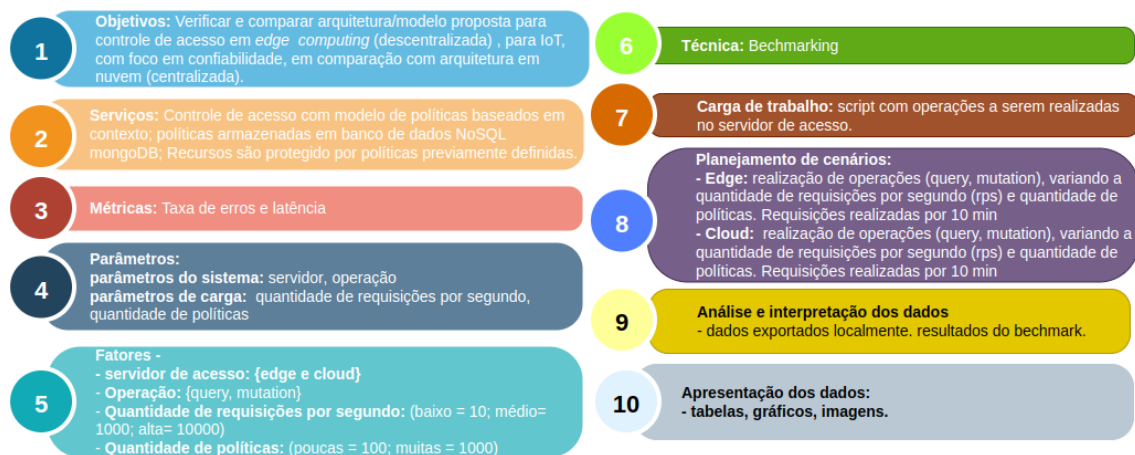 1
Objetivos: Verificar e comparar arquitetura/modelo proposta para
controle de acesso em edge computing (descentralizada) , para IoT,
com foco em confiabilidade, em comparação com arquitetura em
nuvem (centralizada).
2
Serviços: Controle de acesso com modelo de políticas baseados em
contexto; políticas armazenadas em banco de dados NoSQL
mongoDB; Recursos são protegido por políticas previamente definidas.
3
Métricas: Taxa de erros e latência
4
Parâmetros:
parâmetros do sistema: servidor, operação
parâmetros de carga: quantidade de requisições por segundo,
quantidade de políticas
5
Fatores -
- servidor de acesso: {edge e cloud}
- Operação: {query, mutation}
- Quantidade de requisições por segundo: (baixo = 10; médio=
1000; alta= 10000)
- Quantidade de políticas: (poucas = 100; muitas = 1000)
6
Técnica: Bechmarking
7
Carga de trabalho: script com operações a serem realizadas
no servidor de acesso.
8
Planejamento de cenários:
- Edge: realização de operações (query, mutation), variando a
quantidade de requisições por segundo (rps) e quantidade de
políticas. Requisições realizadas por 10 min
- Cloud: realização de operações (query, mutation), variando a
quantidade de requisições por segundo (rps) e quantidade de
políticas. Requisições realizadas por 10 min
9
Análise e interpretação dos dados
- dados exportados localmente. resultados do bechmark.
10
Apresentação dos dados:
- tabelas, gráficos, imagens.